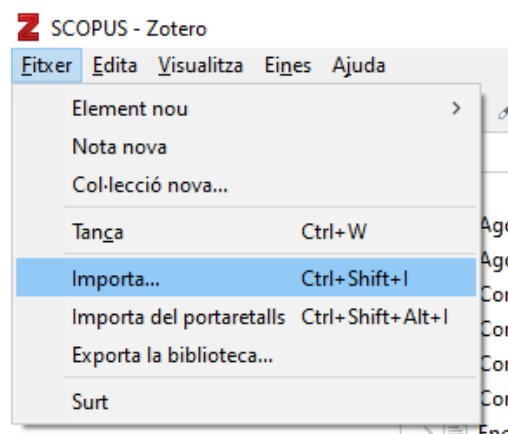 SCOPUS - Zotero
Fitxer Edita Visualitza Eines Ajuda
Element nou
Nota nova
Col·lecció nova...
Tanca Ctrl+W
Importa... Ctrl+Shift+I
Importa del portaretalls Ctrl+Shift+Alt+I
Exporta la biblioteca...
Surt